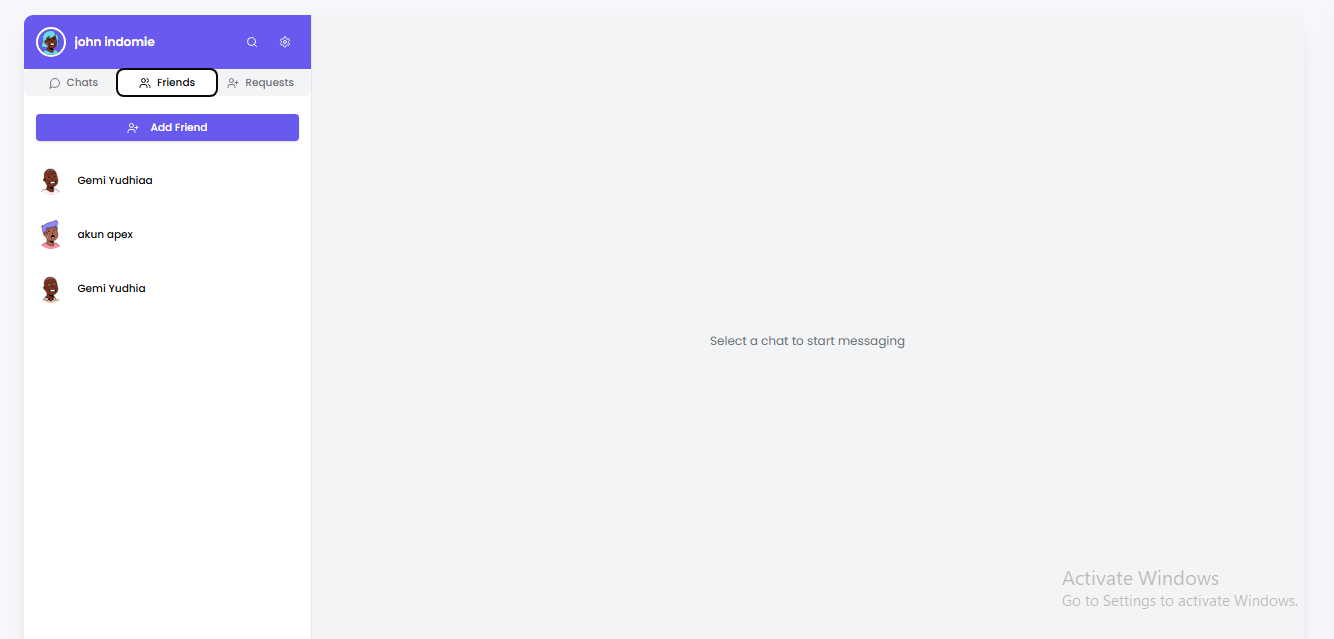 john indomie
Chats
Friends
Requests
Add Friend
Gemi Yudhiaa
akun apex
Gemi Yudhia
Select a chat to start messaging
Activate Windows
Go to Settings to activate Windows.